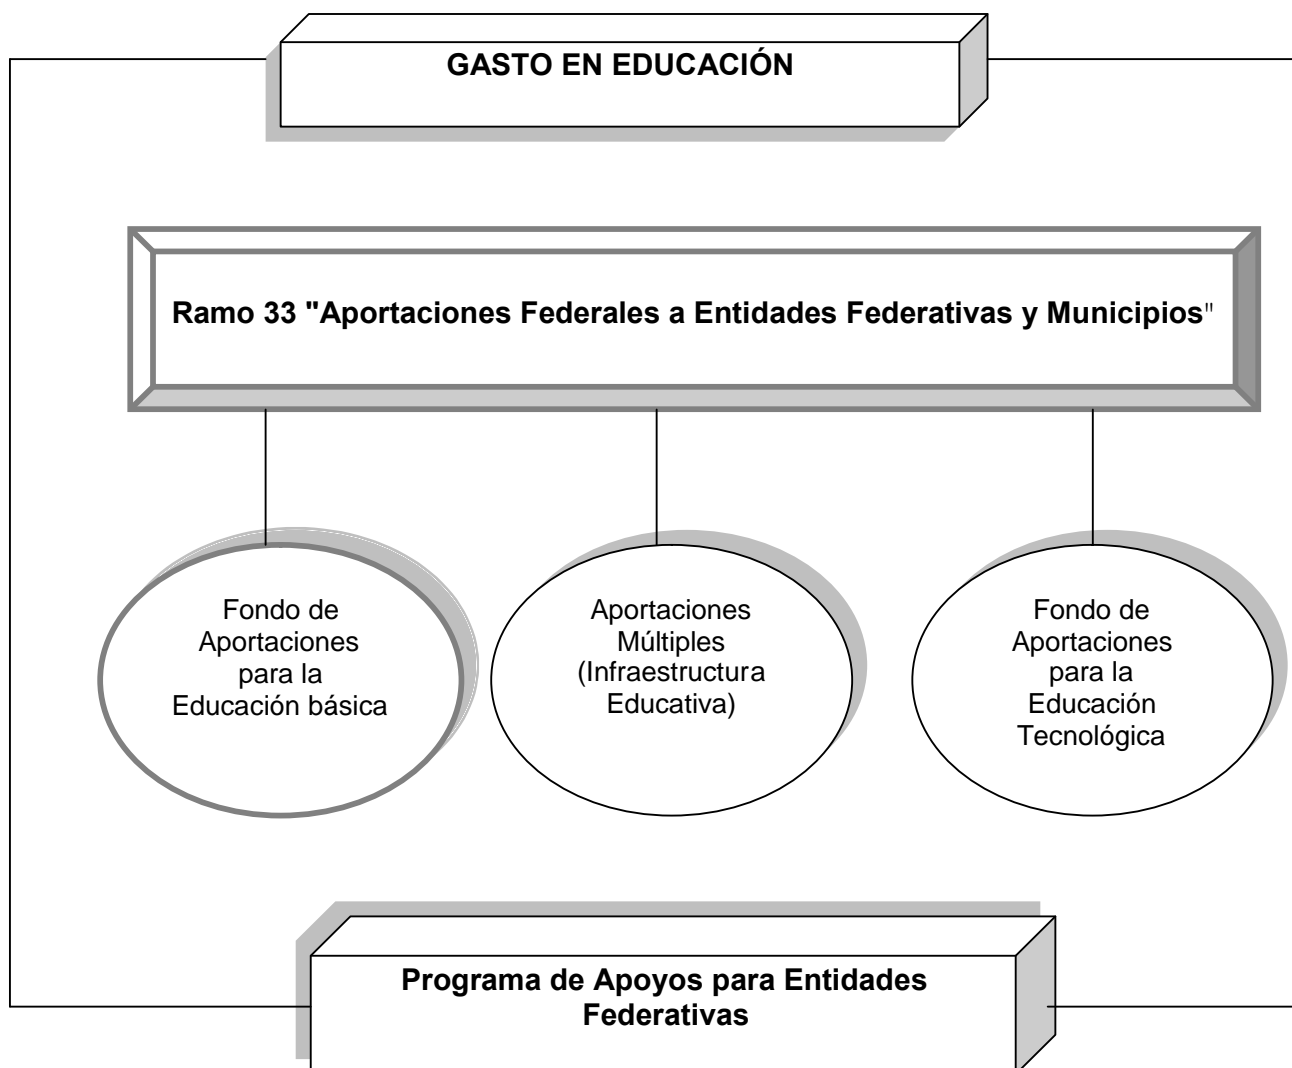 GASTO EN EDUCACIÓN
Ramo 33 "Aportaciones Federales a Entidades Federativas y Municipios"
Fondo de
Aportaciones
para la
Educación básica
Aportaciones
Múltiples
(Infraestructura
Educativa)
Fondo de
Aportaciones
para la
Educación
Tecnológica
Programa de Apoyos para Entidades
Federativas